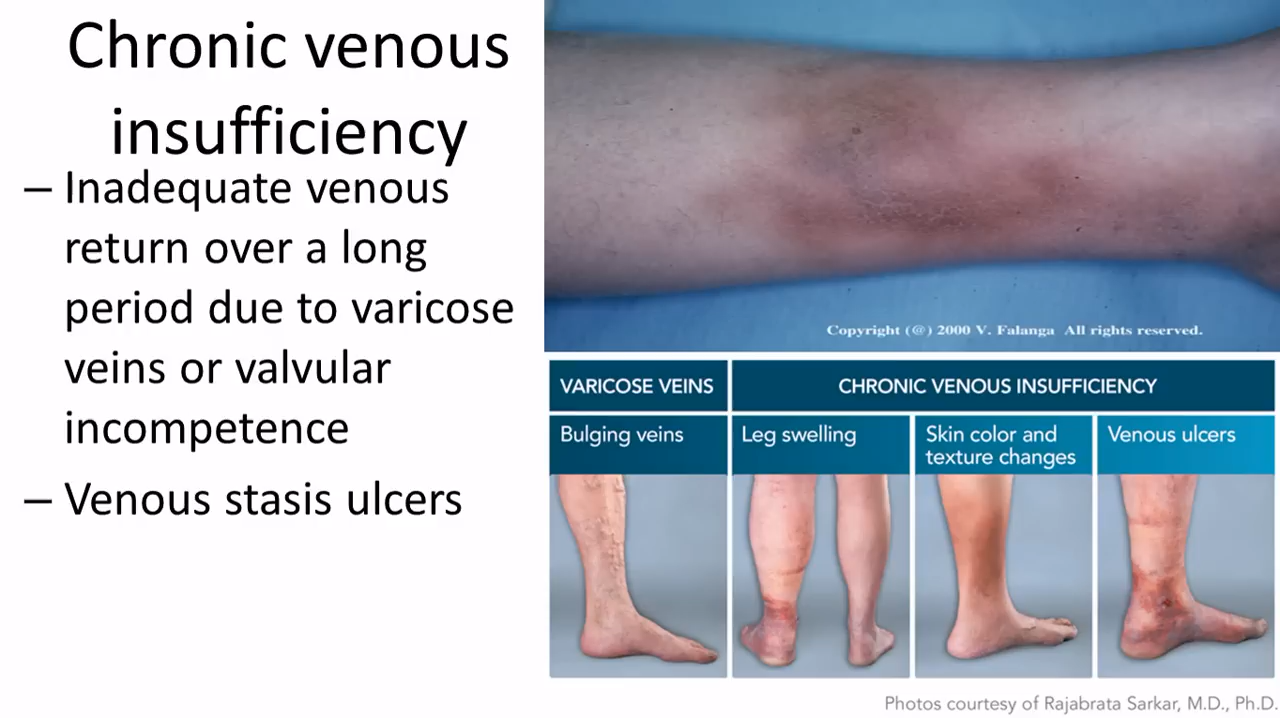 Chronic venous
insufficiency
– Inadequate venous
return over a long
period due to varicose
veins or valvular
incompetence
– Venous stasis ulcers
Copyright (@) 2000 V. Falanga All rights reserved.
VARICOSE VEINS
CHRONIC VENOUS INSUFFICIENCY
Bulging veins
Leg swelling
Skin color and
texture changes
Venous ulcers
Photos courtesy of Rajabrata Sarkar, M.D., Ph.D.